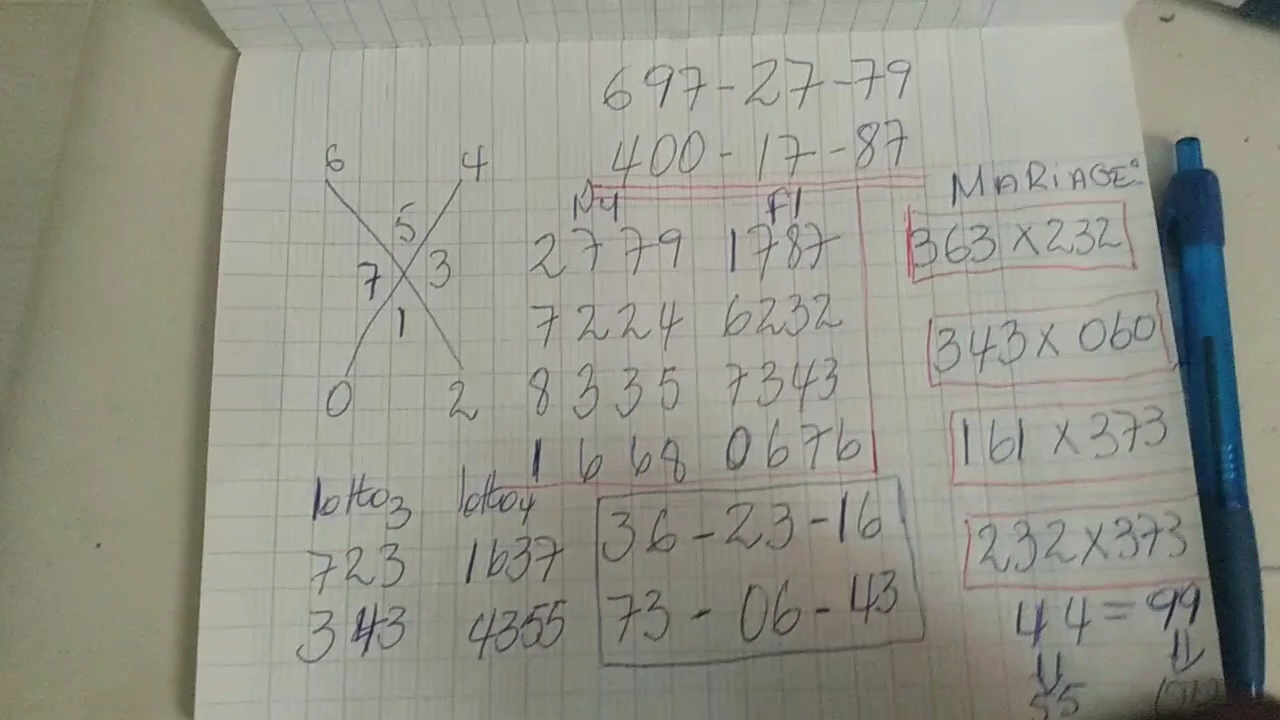 697-27-79
400-17-87
6 4
5
7 3
1
0 2
N4 F1
2779 1787
7224 6232
8335 7343
1668 0676
MARIAGE:
363 x 232
343 x 060
161 x 373
232 x 373
44 = 99
55
lotto3 lotto4
723 1637
343 4355
36-23-16
73-06-43